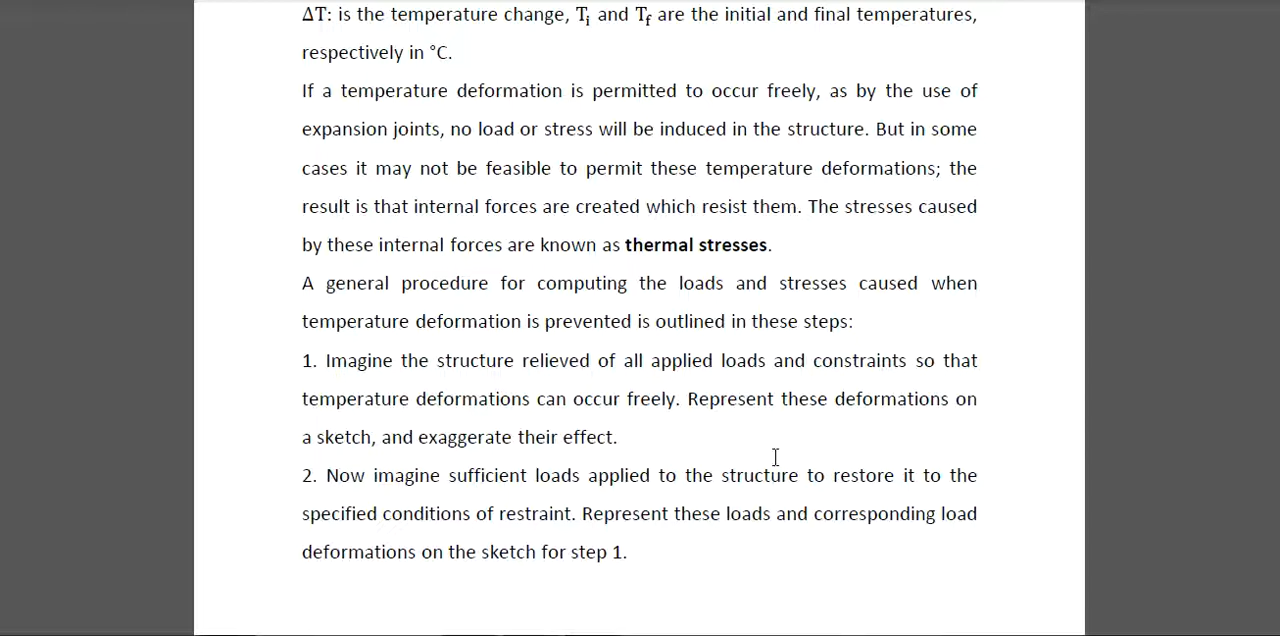 ΔT: is the temperature change, Tᵢ and T_f are the initial and final temperatures,
respectively in °C.
If a temperature deformation is permitted to occur freely, as by the use of
expansion joints, no load or stress will be induced in the structure. But in some
cases it may not be feasible to permit these temperature deformations; the
result is that internal forces are created which resist them. The stresses caused
by these internal forces are known as thermal stresses.
A general procedure for computing the loads and stresses caused when
temperature deformation is prevented is outlined in these steps:
1. Imagine the structure relieved of all applied loads and constraints so that
temperature deformations can occur freely. Represent these deformations on
a sketch, and exaggerate their effect.
2. Now imagine sufficient loads applied to the structure to restore it to the
specified conditions of restraint. Represent these loads and corresponding load
deformations on the sketch for step 1.